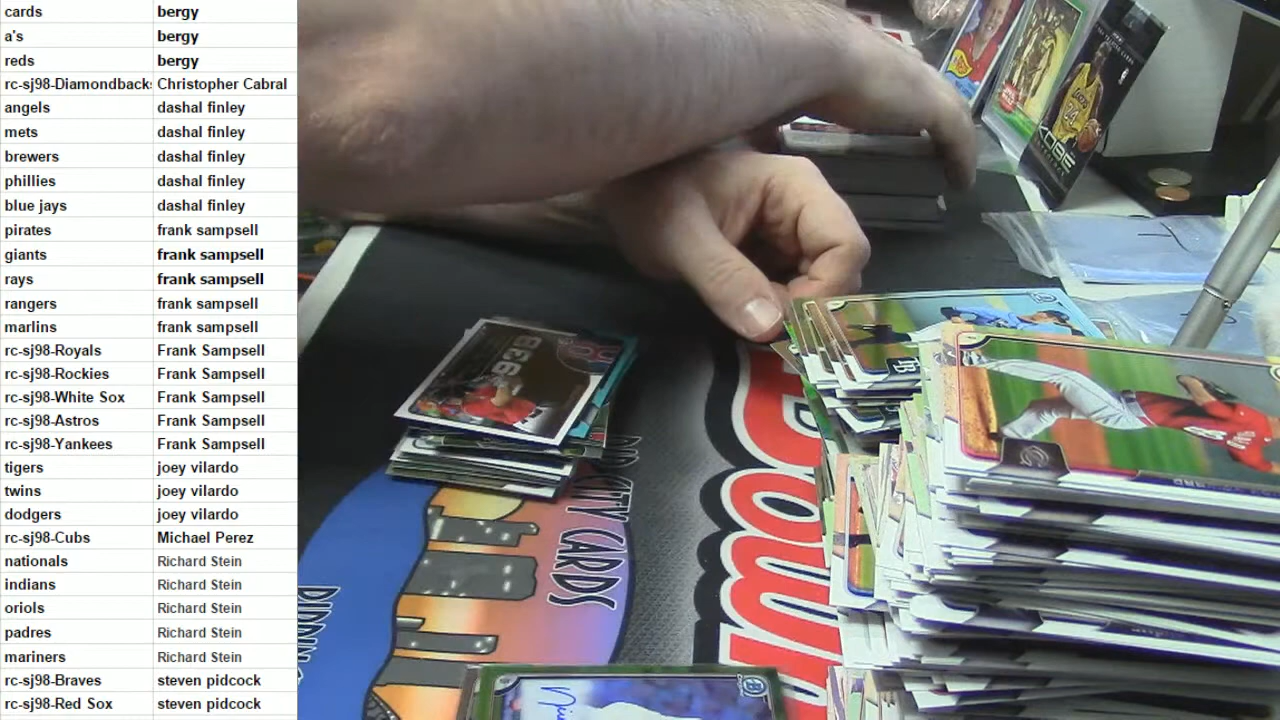 cards bergy
a's bergy
reds bergy
rc-sj98-Diamondback Christopher Cabral
angels dashal finley
mets dashal finley
brewers dashal finley
phillies dashal finley
blue jays dashal finley
pirates frank sampsell
giants frank sampsell
rays frank sampsell
rangers frank sampsell
marlins frank sampsell
rc-sj98-Royals Frank Sampsell
rc-sj98-Rockies Frank Sampsell
rc-sj98-White Sox Frank Sampsell
rc-sj98-Astros Frank Sampsell
rc-sj98-Yankees Frank Sampsell
tigers joey vilardo
twins joey vilardo
dodgers joey vilardo
rc-sj98-Cubs Michael Perez
nationals Richard Stein
indians Richard Stein
oriols Richard Stein
padres Richard Stein
mariners Richard Stein
rc-sj98-Braves steven pidcock
rc-sj98-Red Sox steven pidcock
KOBE
24
CITY CARDS